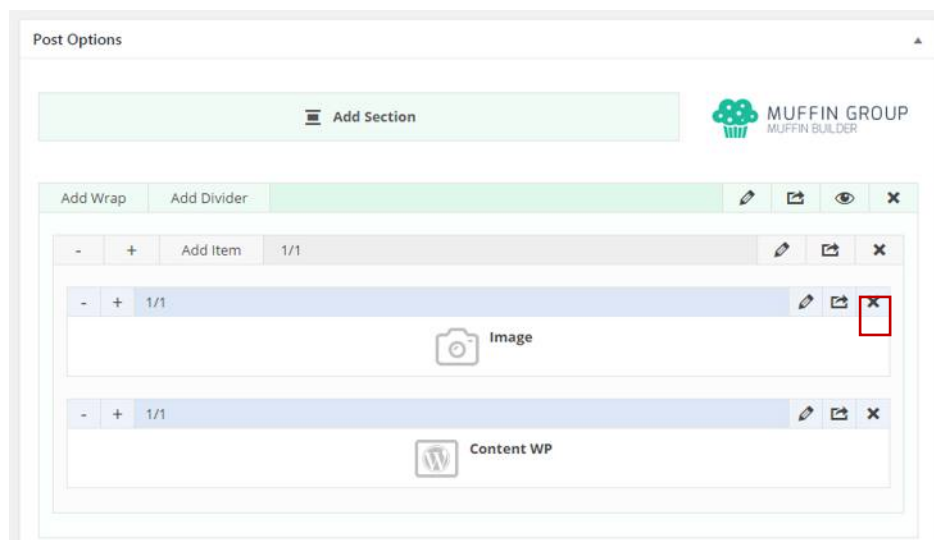 Post Options
Add Section
MUFFIN GROUP
MUFFIN BUILDER
Add Wrap Add Divider
- + Add Item 1/1
- + 1/1
Image
- + 1/1
Content WP